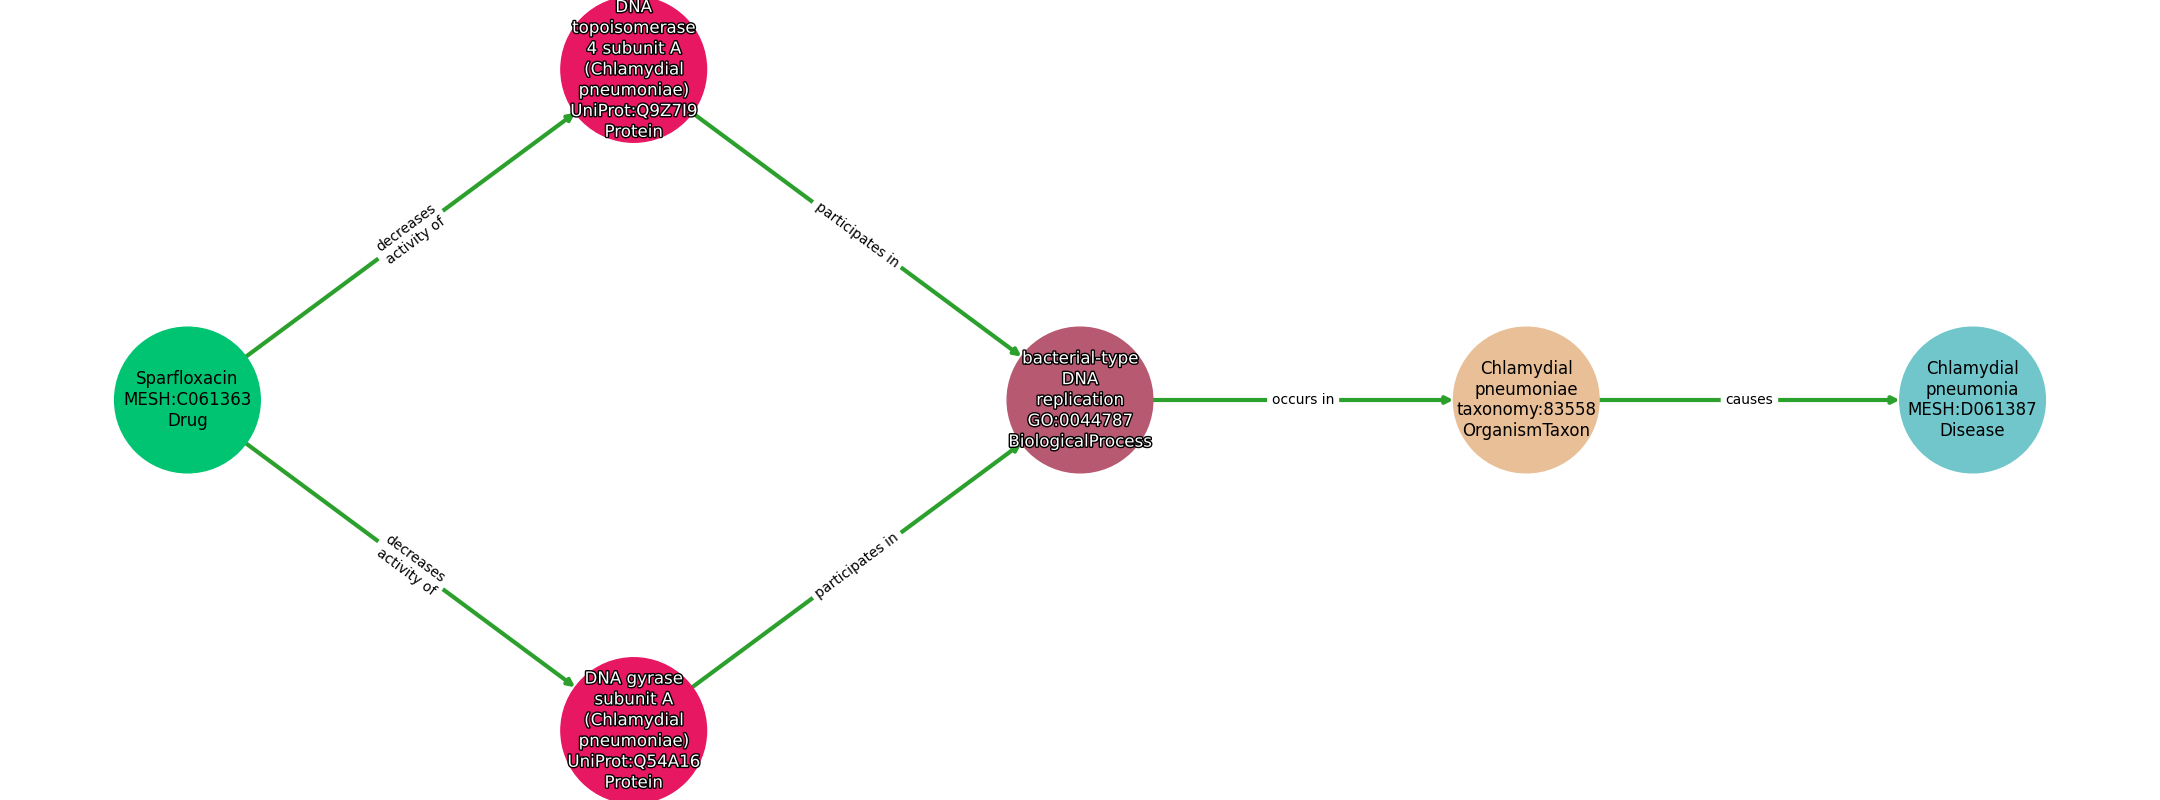 DNA
topoisomerase
4 subunit A
(Chlamydial
pneumoniae)
UniProt:Q9Z7I9
Protein
decreases
activity of
participates in
Sparfloxacin
MESH:C061363
Drug
bacterial-type
DNA
replication
GO:0044787
BiologicalProcess
occurs in
Chlamydial
pneumoniae
taxonomy:83558
OrganismTaxon
causes
Chlamydial
pneumonia
MESH:D061387
Disease
decreases
activity of
participates in
DNA gyrase
subunit A
(Chlamydial
pneumoniae)
UniProt:Q54A16
Protein